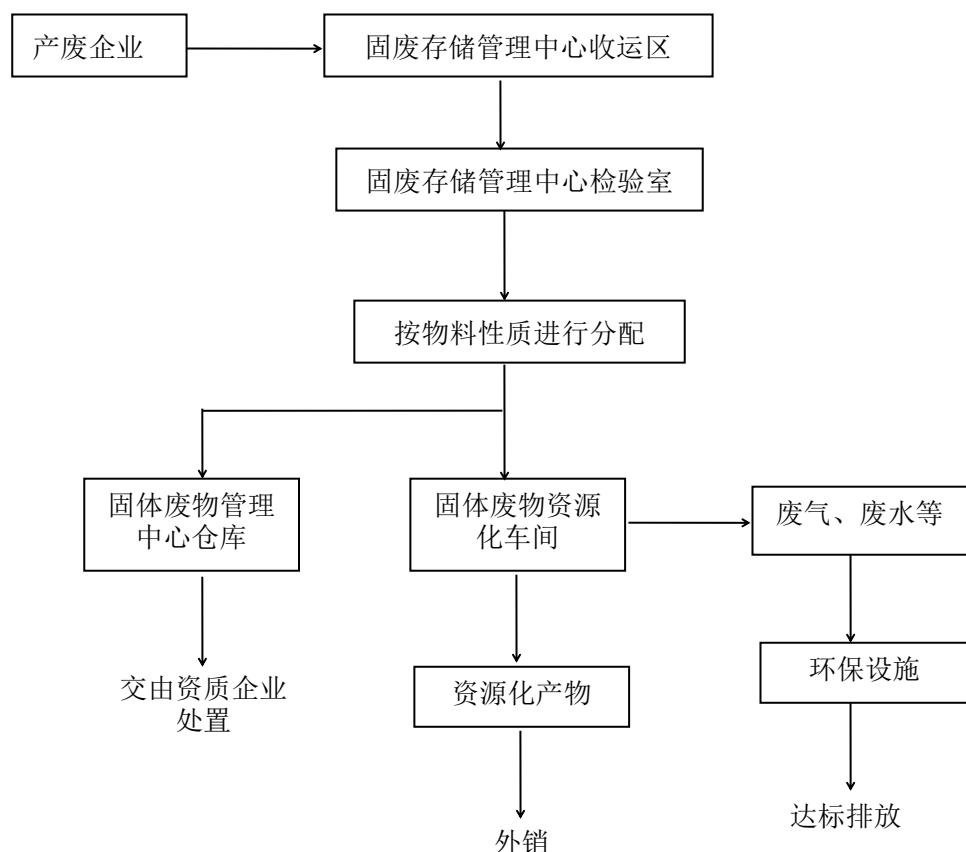 产废企业
固废存储管理中心收运区
固废存储管理中心检验室
按物料性质进行分配
固体废物管理
中心仓库
固体废物资源
化车间
废气、废水等
交由资质企业
处置
资源化产物
环保设施
外销
达标排放